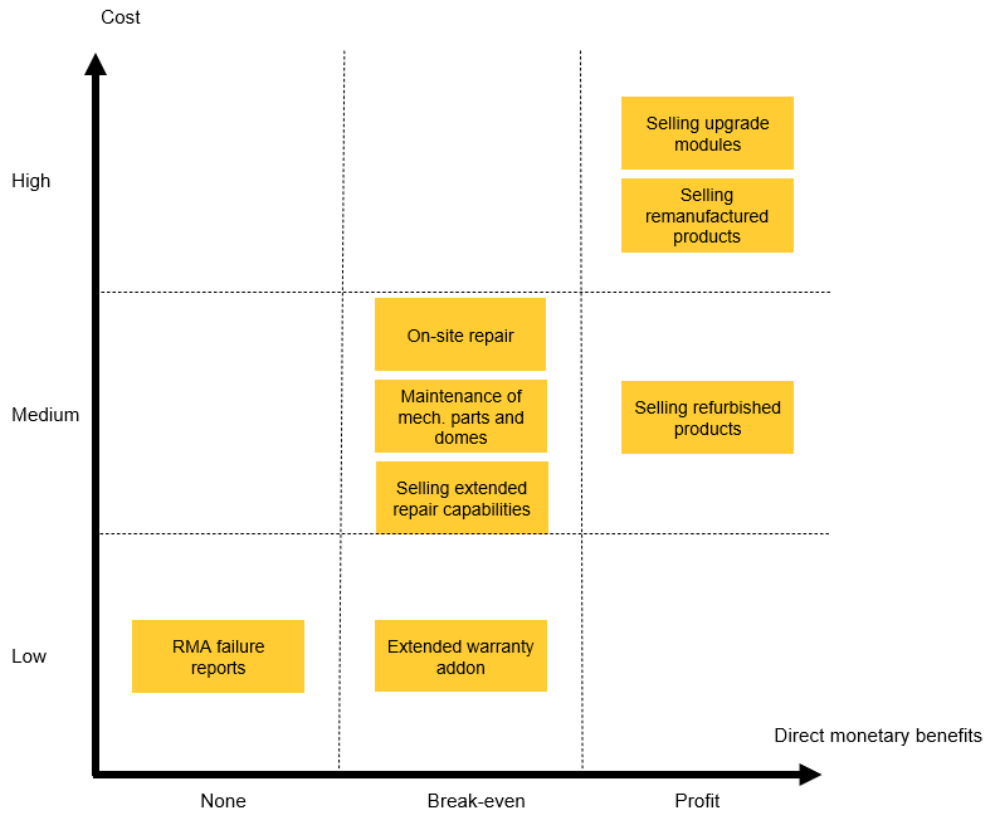 Cost
High
Selling upgrade
modules
Selling
remanufactured
products
Medium
On-site repair
Maintenance of
mech. parts and
domes
Selling extended
repair capabilities
Selling refurbished
products
Low
RMA failure
reports
Extended warranty
addon
Direct monetary benefits
None
Break-even
Profit